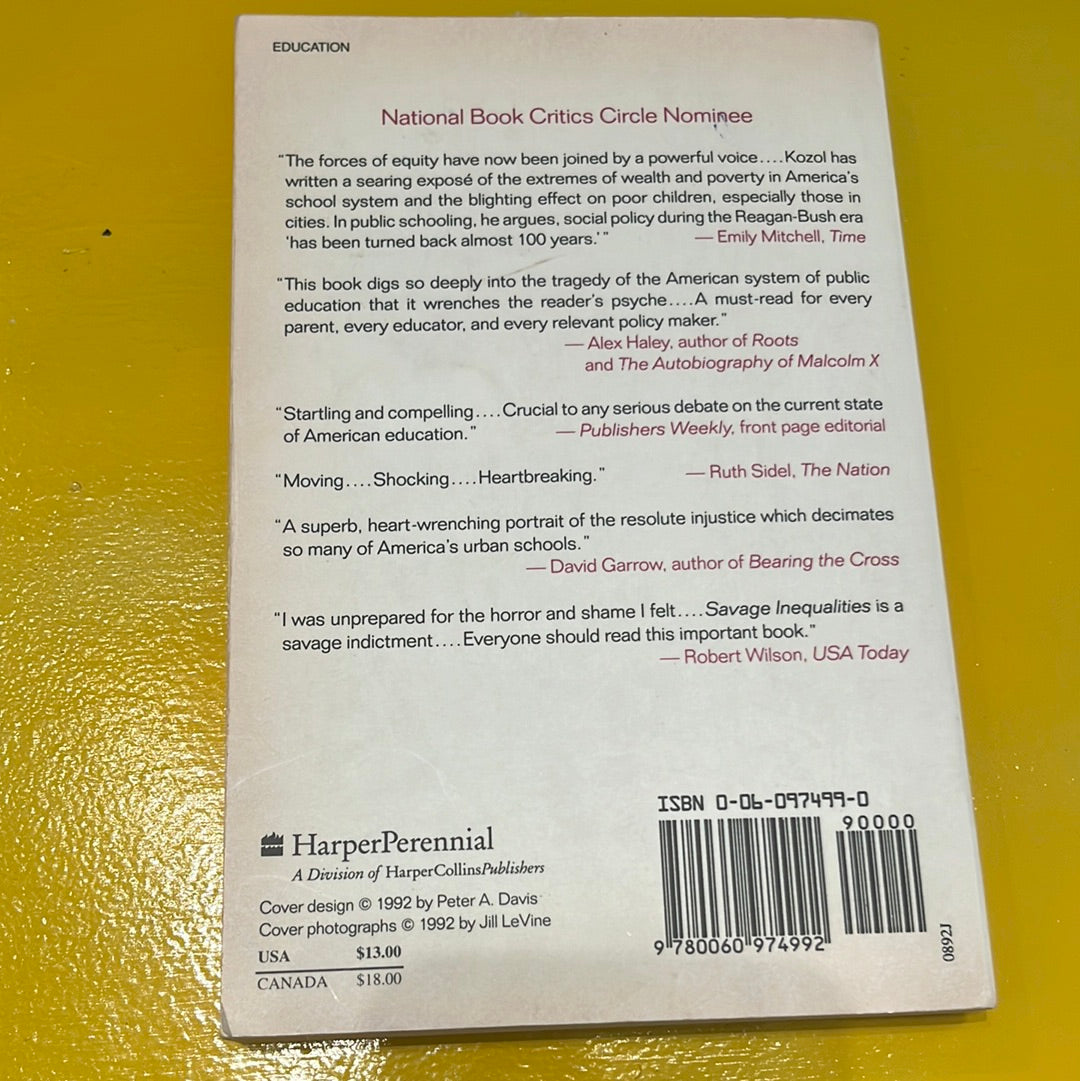 EDUCATION
National Book Critics Circle Nominee
“The forces of equity have now been joined by a powerful voice....Kozol has
written a searing exposé of the extremes of wealth and poverty in America’s
school system and the blighting effect on poor children, especially those in
cities. In public schooling, he argues, social policy during the Reagan-Bush era
‘has been turned back almost 100 years.’” — Emily Mitchell, Time
“This book digs so deeply into the tragedy of the American system of public
education that it wrenches the reader’s psyche....A must-read for every
parent, every educator, and every relevant policy maker.”
— Alex Haley, author of Roots
and The Autobiography of Malcolm X
“Startling and compelling....Crucial to any serious debate on the current state
of American education.” — Publishers Weekly, front page editorial
“Moving....Shocking....Heartbreaking.” — Ruth Sidel, The Nation
“A superb, heart-wrenching portrait of the resolute injustice which decimates
so many of America’s urban schools.”
— David Garrow, author of Bearing the Cross
“I was unprepared for the horror and shame I felt....Savage Inequalities is a
savage indictment....Everyone should read this important book.”
— Robert Wilson, USA Today
ISBN 0-06-097499-0
90000
9 780060 974992
0892J
HarperPerennial
A Division of HarperCollinsPublishers
Cover design © 1992 by Peter A. Davis
Cover photographs © 1992 by Jill LeVine
USA $13.00
CANADA $18.00